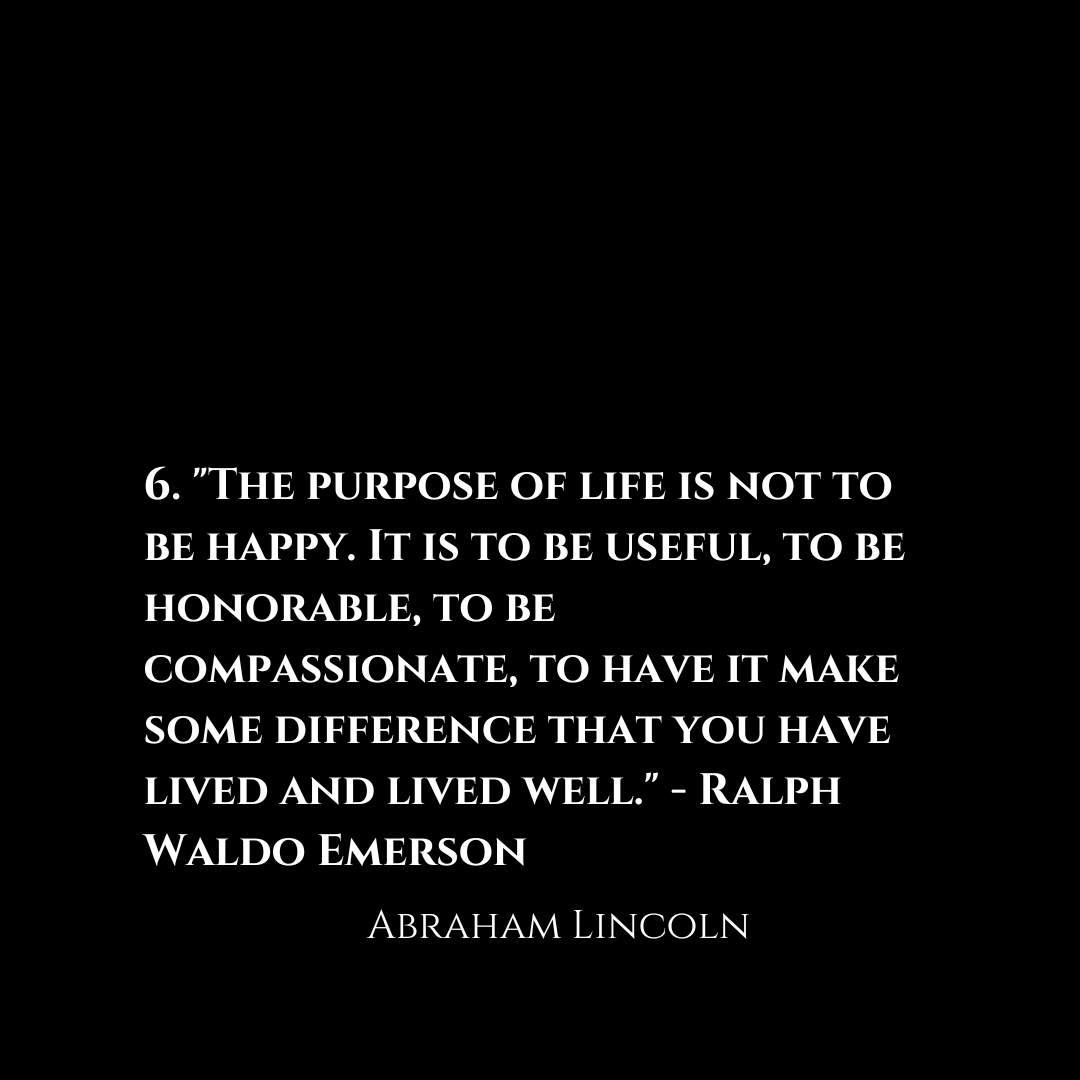 6. "The purpose of life is not to
be happy. It is to be useful, to be
honorable, to be
compassionate, to have it make
some difference that you have
lived and lived well." - Ralph
Waldo Emerson
Abraham Lincoln